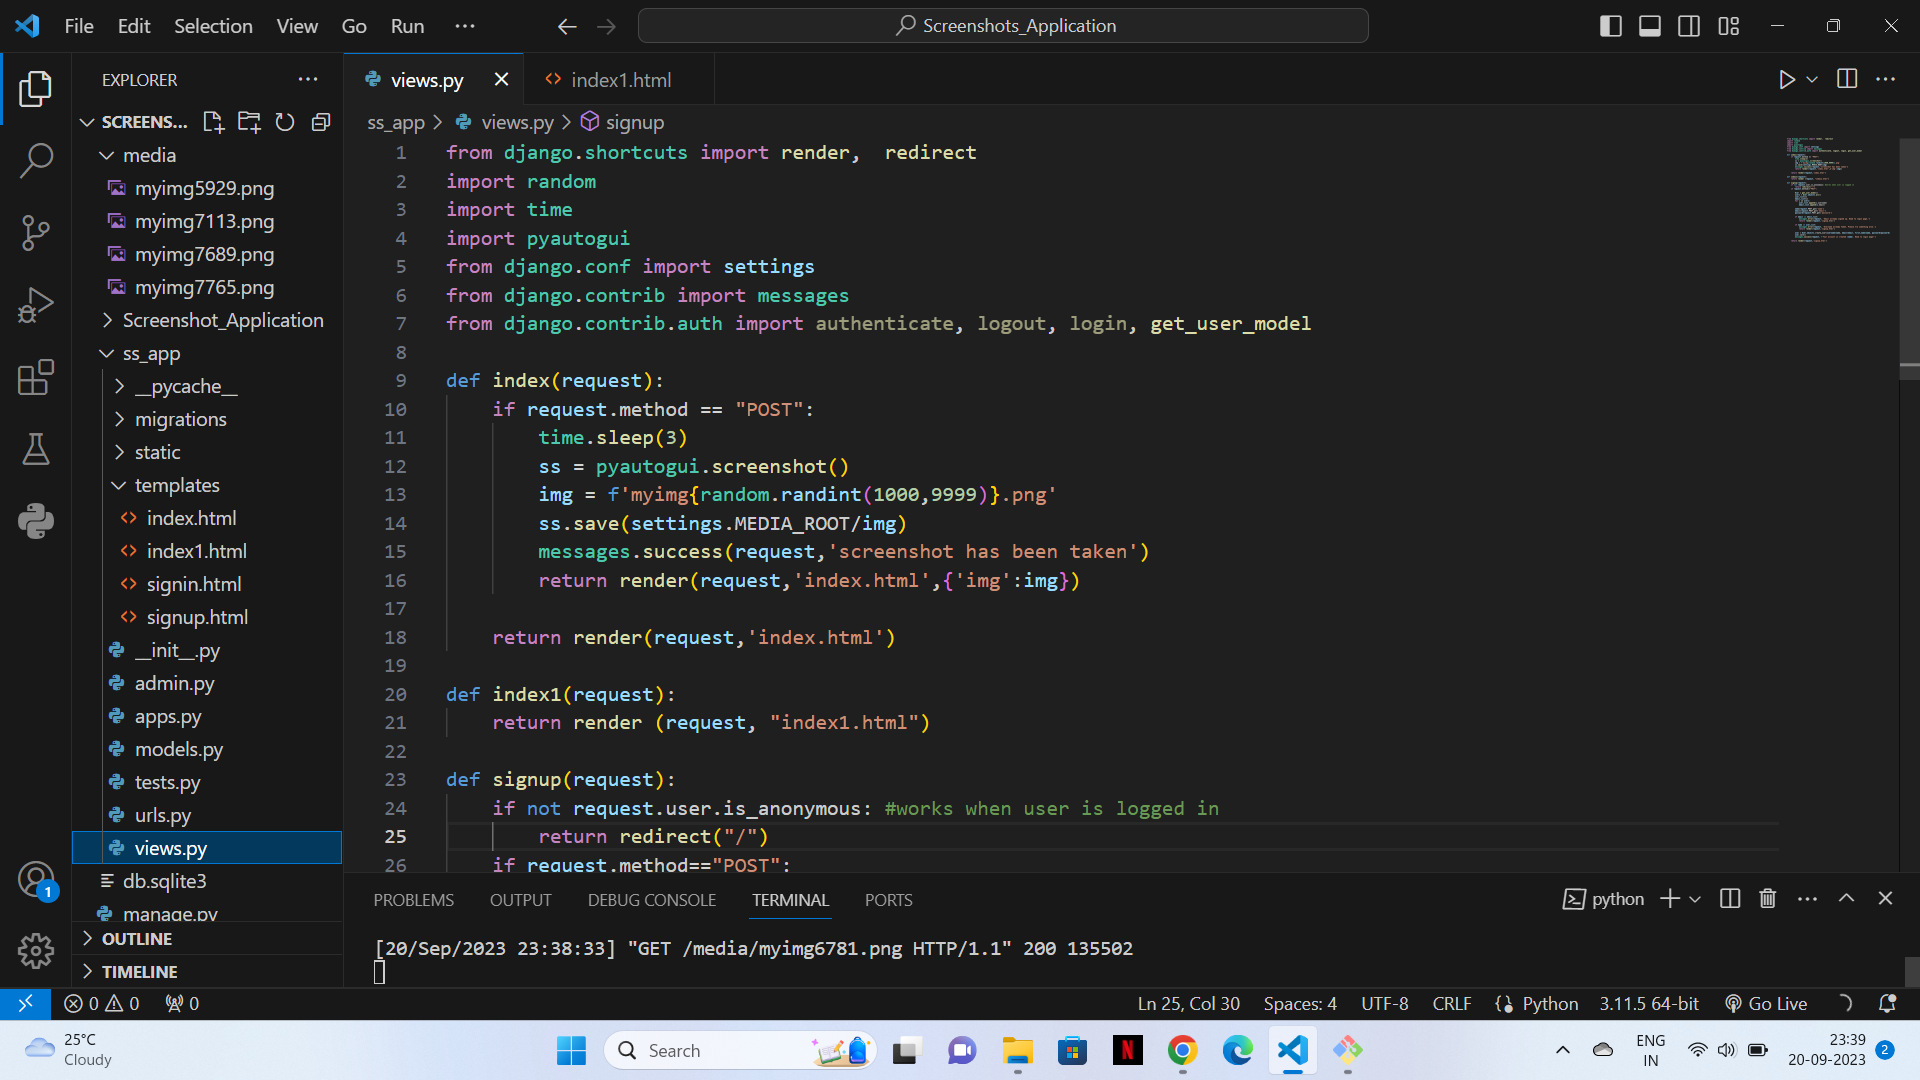 File Edit Selection View Go Run ···
Screenshots_Application
EXPLORER
SCREENS...
media
myimg5929.png
myimg7113.png
myimg7689.png
myimg7765.png
Screenshot_Application
ss_app
__pycache__
migrations
static
templates
index.html
index1.html
signin.html
signup.html
__init__.py
admin.py
apps.py
models.py
tests.py
urls.py
views.py
db.sqlite3
manage.py
OUTLINE
TIMELINE
1
views.py
index1.html
ss_app > views.py > signup
1 from django.shortcuts import render,  redirect
2 import random
3 import time
4 import pyautogui
5 from django.conf import settings
6 from django.contrib import messages
7 from django.contrib.auth import authenticate, logout, login, get_user_model
8
9 def index(request):
10     if request.method == "POST":
11         time.sleep(3)
12         ss = pyautogui.screenshot()
13         img = f'myimg{random.randint(1000,9999)}.png'
14         ss.save(settings.MEDIA_ROOT/img)
15         messages.success(request,'screenshot has been taken')
16         return render(request,'index.html',{'img':img})
17
18     return render(request,'index.html')
19
20 def index1(request):
21     return render (request, "index1.html")
22
23 def signup(request):
24     if not request.user.is_anonymous: #works when user is logged in
25         return redirect("/")
26     if request.method=="POST":
PROBLEMS OUTPUT DEBUG CONSOLE TERMINAL PORTS
python
[20/Sep/2023 23:38:33] "GET /media/myimg6781.png HTTP/1.1" 200 135502
0 0 0
Ln 25, Col 30 Spaces: 4 UTF-8 CRLF Python 3.11.5 64-bit Go Live
25°C
Cloudy
Search
ENG
IN
23:39
20-09-2023
2